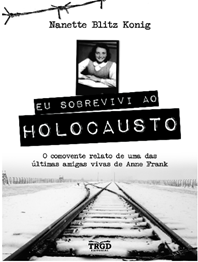 Nanette Blitz Konig
EU SOBREVIVI AO
HOLOCAUSTO
O comovente relato de uma das
últimas amigas vivas de Anne Frank